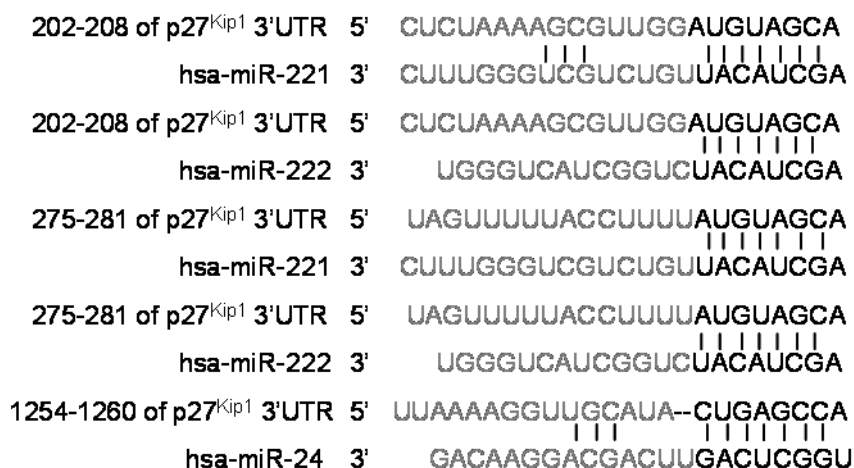 202-208 of p27Kip1 3'UTR 5' CUCUAAAAGCGUUGGAUGUAGCA
hsa-miR-221 3' CUUUGGGUCGUCUGUUACAUCGA
202-208 of p27Kip1 3'UTR 5' CUCUAAAAGCGUUGGAUGUAGCA
hsa-miR-222 3' UGGGUCAUCGGUCUACAUCGA
275-281 of p27Kip1 3'UTR 5' UAGUUUUUACCUUUUAUGUAGCA
hsa-miR-221 3' CUUUGGGUCGUCUGUUACAUCGA
275-281 of p27Kip1 3'UTR 5' UAGUUUUUACCUUUUAUGUAGCA
hsa-miR-222 3' UGGGUCAUCGGUCUACAUCGA
1254-1260 of p27Kip1 3'UTR 5' UUAAAAGGUUGCAUA--CUGAGCCA
hsa-miR-24 3' GACAAGGACGACUUGACUCGGU